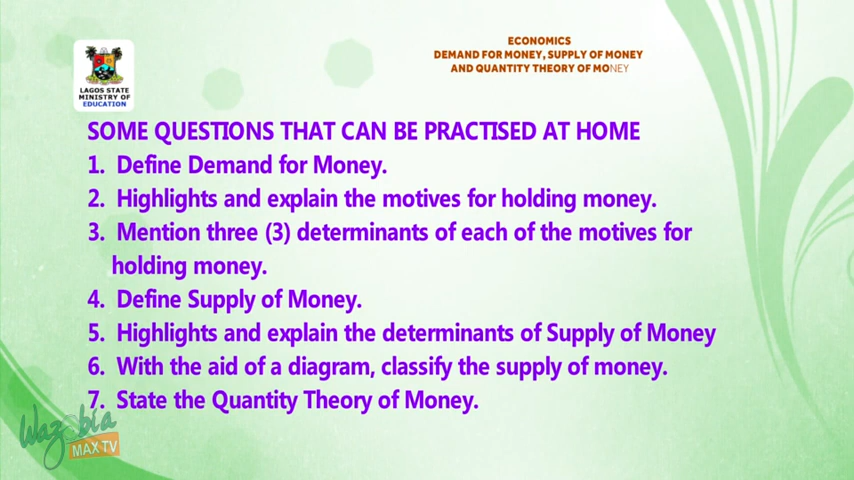 ECONOMICS
DEMAND FOR MONEY, SUPPLY OF MONEY
AND QUANTITY THEORY OF MONEY
LAGOS STATE
MINISTRY OF
EDUCATION
SOME QUESTIONS THAT CAN BE PRACTISED AT HOME
1. Define Demand for Money.
2. Highlights and explain the motives for holding money.
3. Mention three (3) determinants of each of the motives for
holding money.
4. Define Supply of Money.
5. Highlights and explain the determinants of Supply of Money
6. With the aid of a diagram, classify the supply of money.
7. State the Quantity Theory of Money.
Wazobia
MAX TV